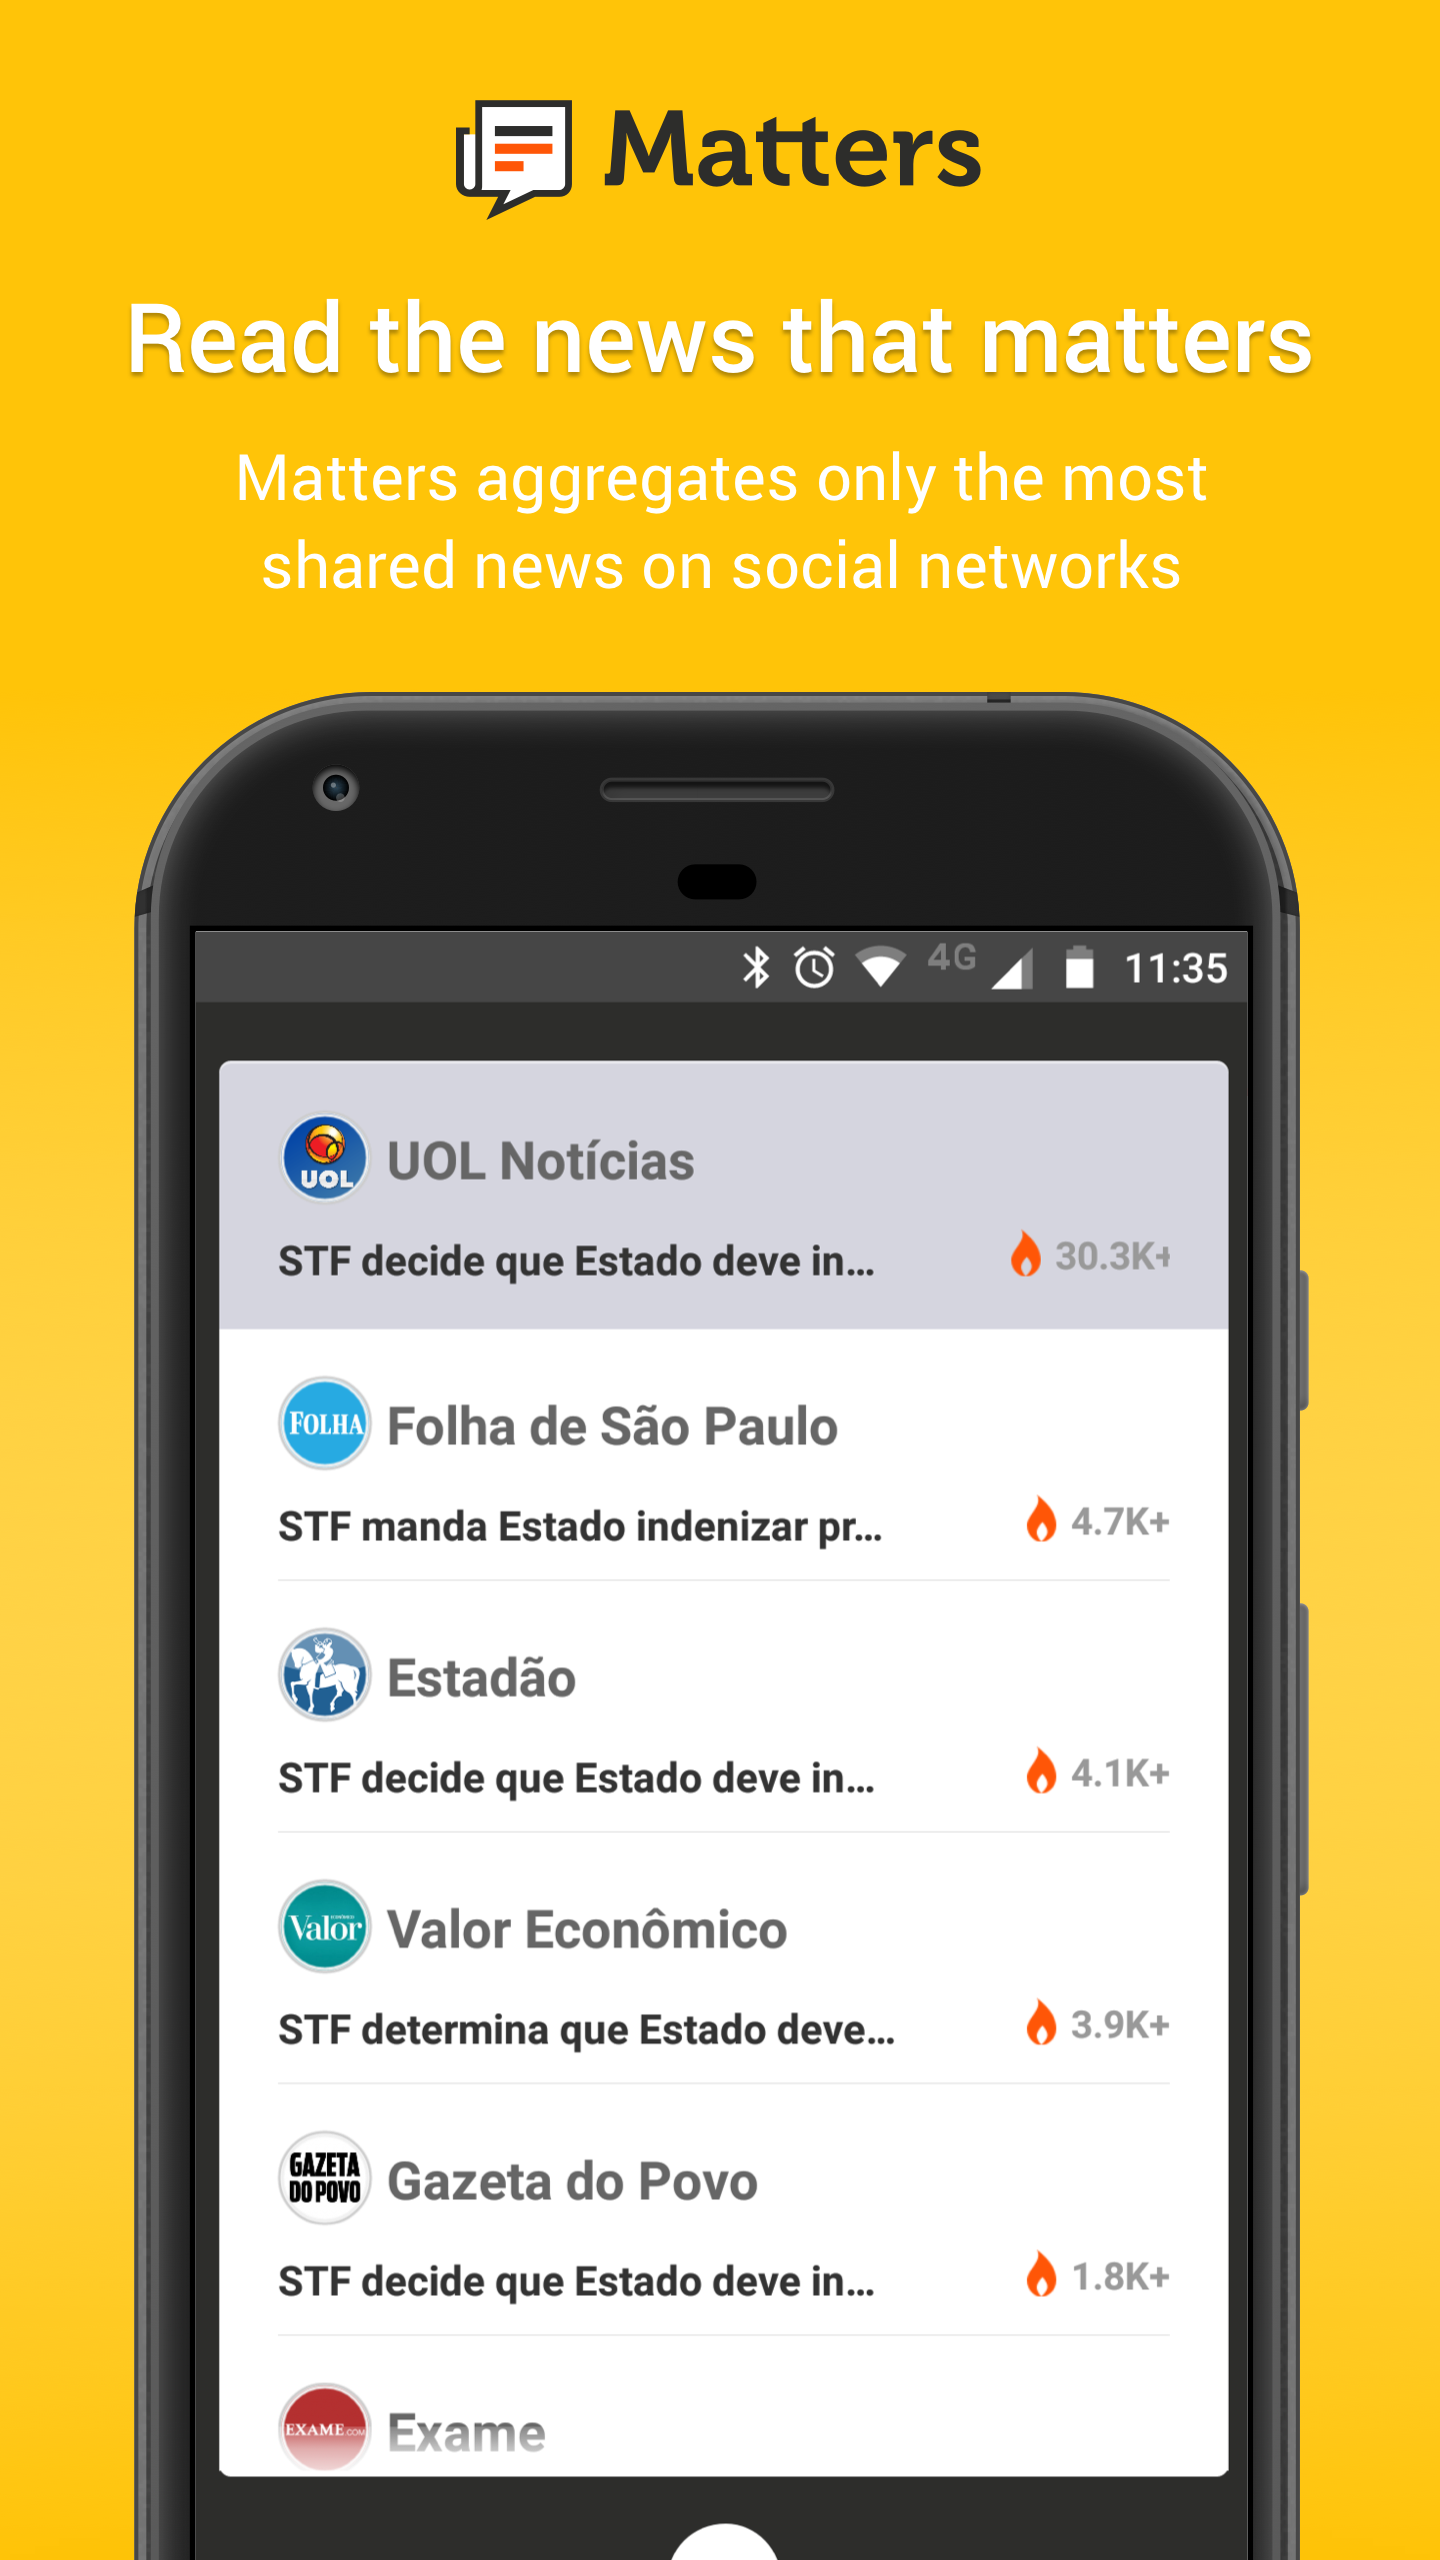 Matters
Read the news that matters
Matters aggregates only the most
shared news on social networks
4G
11:35
UOL
UOL Notícias
STF decide que Estado deve in...
30.3K+
FOLHA
Folha de São Paulo
STF manda Estado indenizar pr...
4.7K+
Estadão
STF decide que Estado deve in...
4.1K+
ECONÔMICO
Valor
Valor Econômico
STF determina que Estado deve...
3.9K+
GAZETA
DO POVO
Gazeta do Povo
STF decide que Estado deve in...
1.8K+
EXAME.COM
Exame